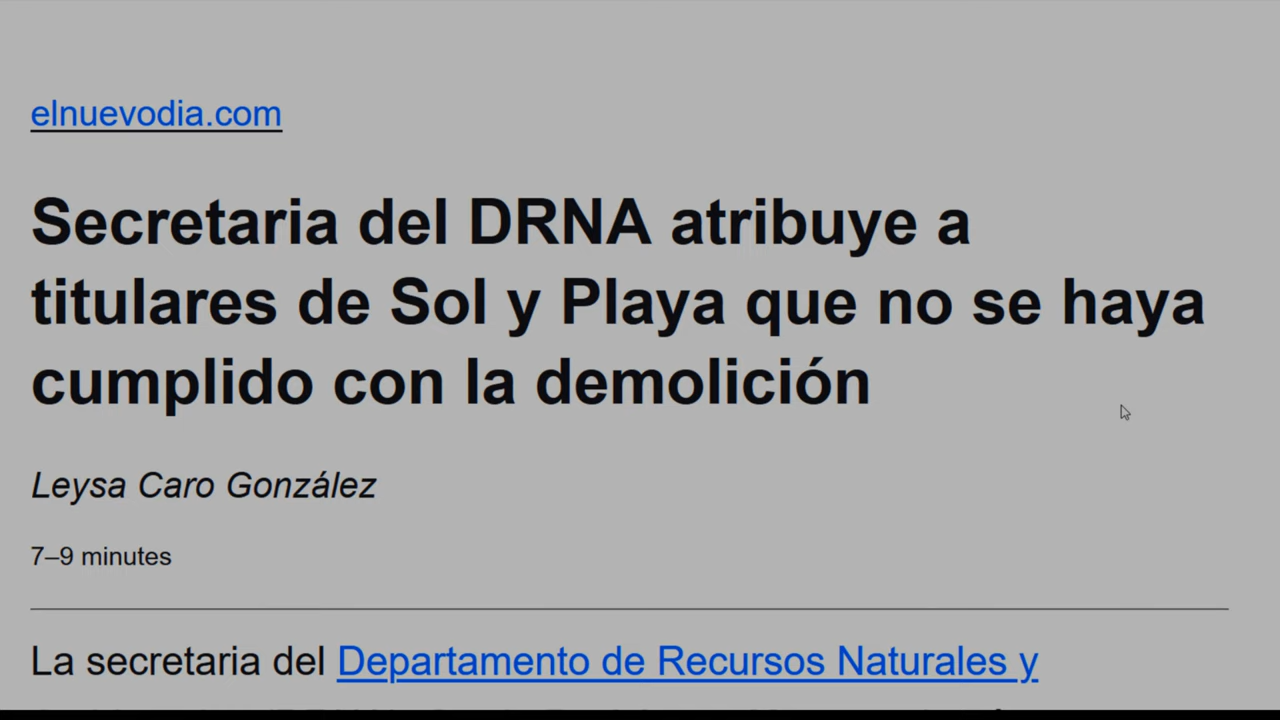 elnuevodia.com
Secretaria del DRNA atribuye a
titulares de Sol y Playa que no se haya
cumplido con la demolición
Leysa Caro González
7–9 minutes
La secretaria del Departamento de Recursos Naturales y